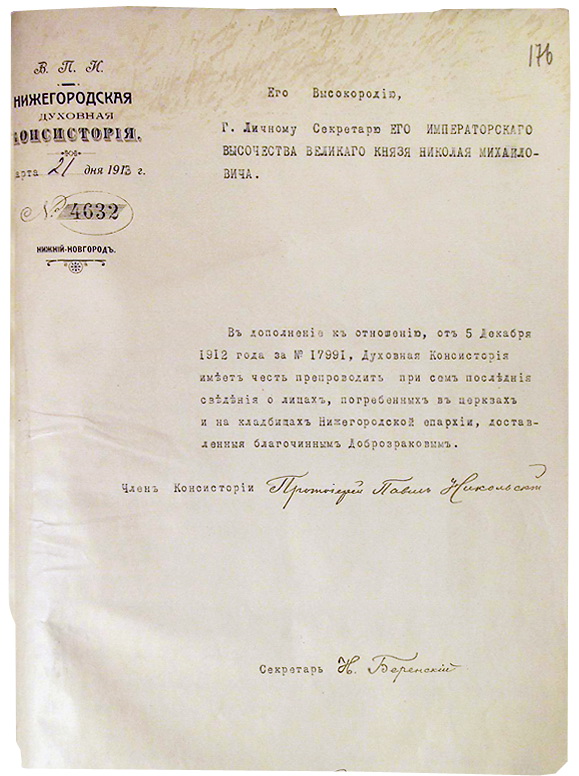 176
В. П. И.
НИЖЕГОРОДСКАЯ
ДУХОВНАЯ
КОНСИСТОРІЯ.
арта 21 дня 1913 г.
№ 4632
НИЖНІЙ-НОВГОРОДЪ.
Его Высокородію,
Г. Личному Секретарю ЕГО ИМПЕРАТОРСКАГО
ВЫСОЧЕСТВА ВЕЛИКАГО КНЯЗЯ НИКОЛАЯ МИХАИЛО-
ВИЧА.
Въ дополненіе къ отношенію, отъ 5 Декабря
1912 года за № 17991, Духовная Консисторія
имѣетъ честь препроводить при семъ послѣднія
свѣдѣнія о лицахъ, погребенныхъ въ церквахъ
и на кладбищахъ Нижегородской епархіи, достав-
ленныя благочиннымъ Доброзраковымъ.
Членъ Консисторіи Протоіерей Павелъ Никольскій
Секретарь Н. Беренскій